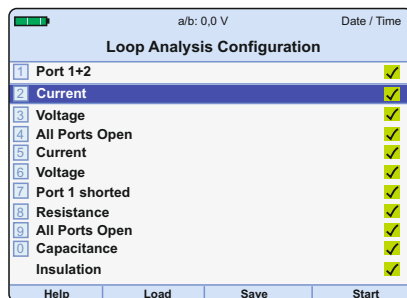 a/b: 0,0 V Date / Time
Loop Analysis Configuration
1 Port 1+2
2 Current
3 Voltage
4 All Ports Open
5 Current
6 Voltage
7 Port 1 shorted
8 Resistance
9 All Ports Open
0 Capacitance
Insulation
Help Load Save Start